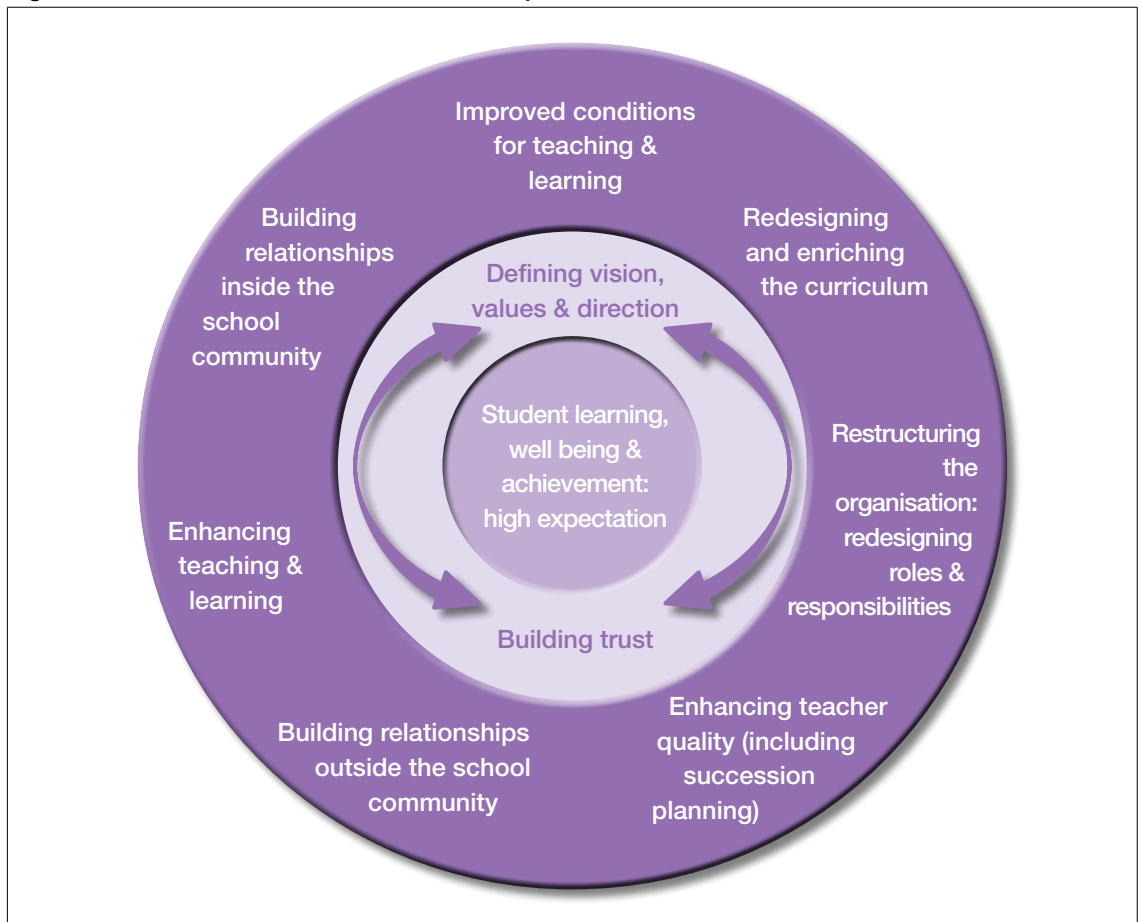 Improved conditions
for teaching &
learning
Redesigning
and enriching
the curriculum
Restructuring
the
organisation:
redesigning
roles &
responsibilities
Enhancing teacher
quality (including
succession
planning)
Building relationships
outside the school
community
Enhancing
teaching &
learning
Building
relationships
inside the
school
community
Defining vision,
values & direction
Student learning,
well being &
achievement:
high expectation
Building trust